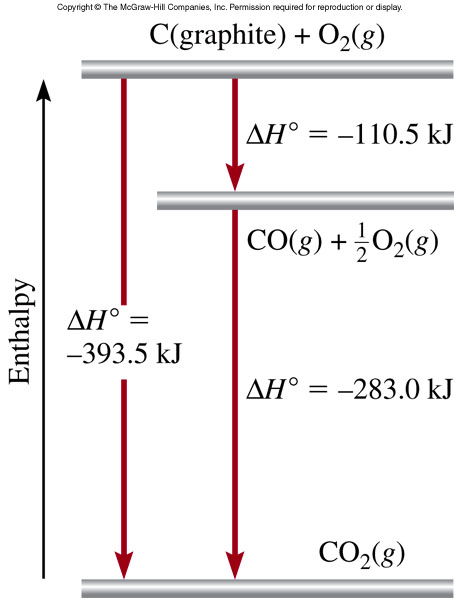 Copyright © The McGraw-Hill Companies, Inc. Permission required for reproduction or display.
C(graphite) + O₂(g)
ΔH° = –110.5 kJ
CO(g) + ½O₂(g)
Enthalpy
ΔH° =
–393.5 kJ
ΔH° = –283.0 kJ
CO₂(g)